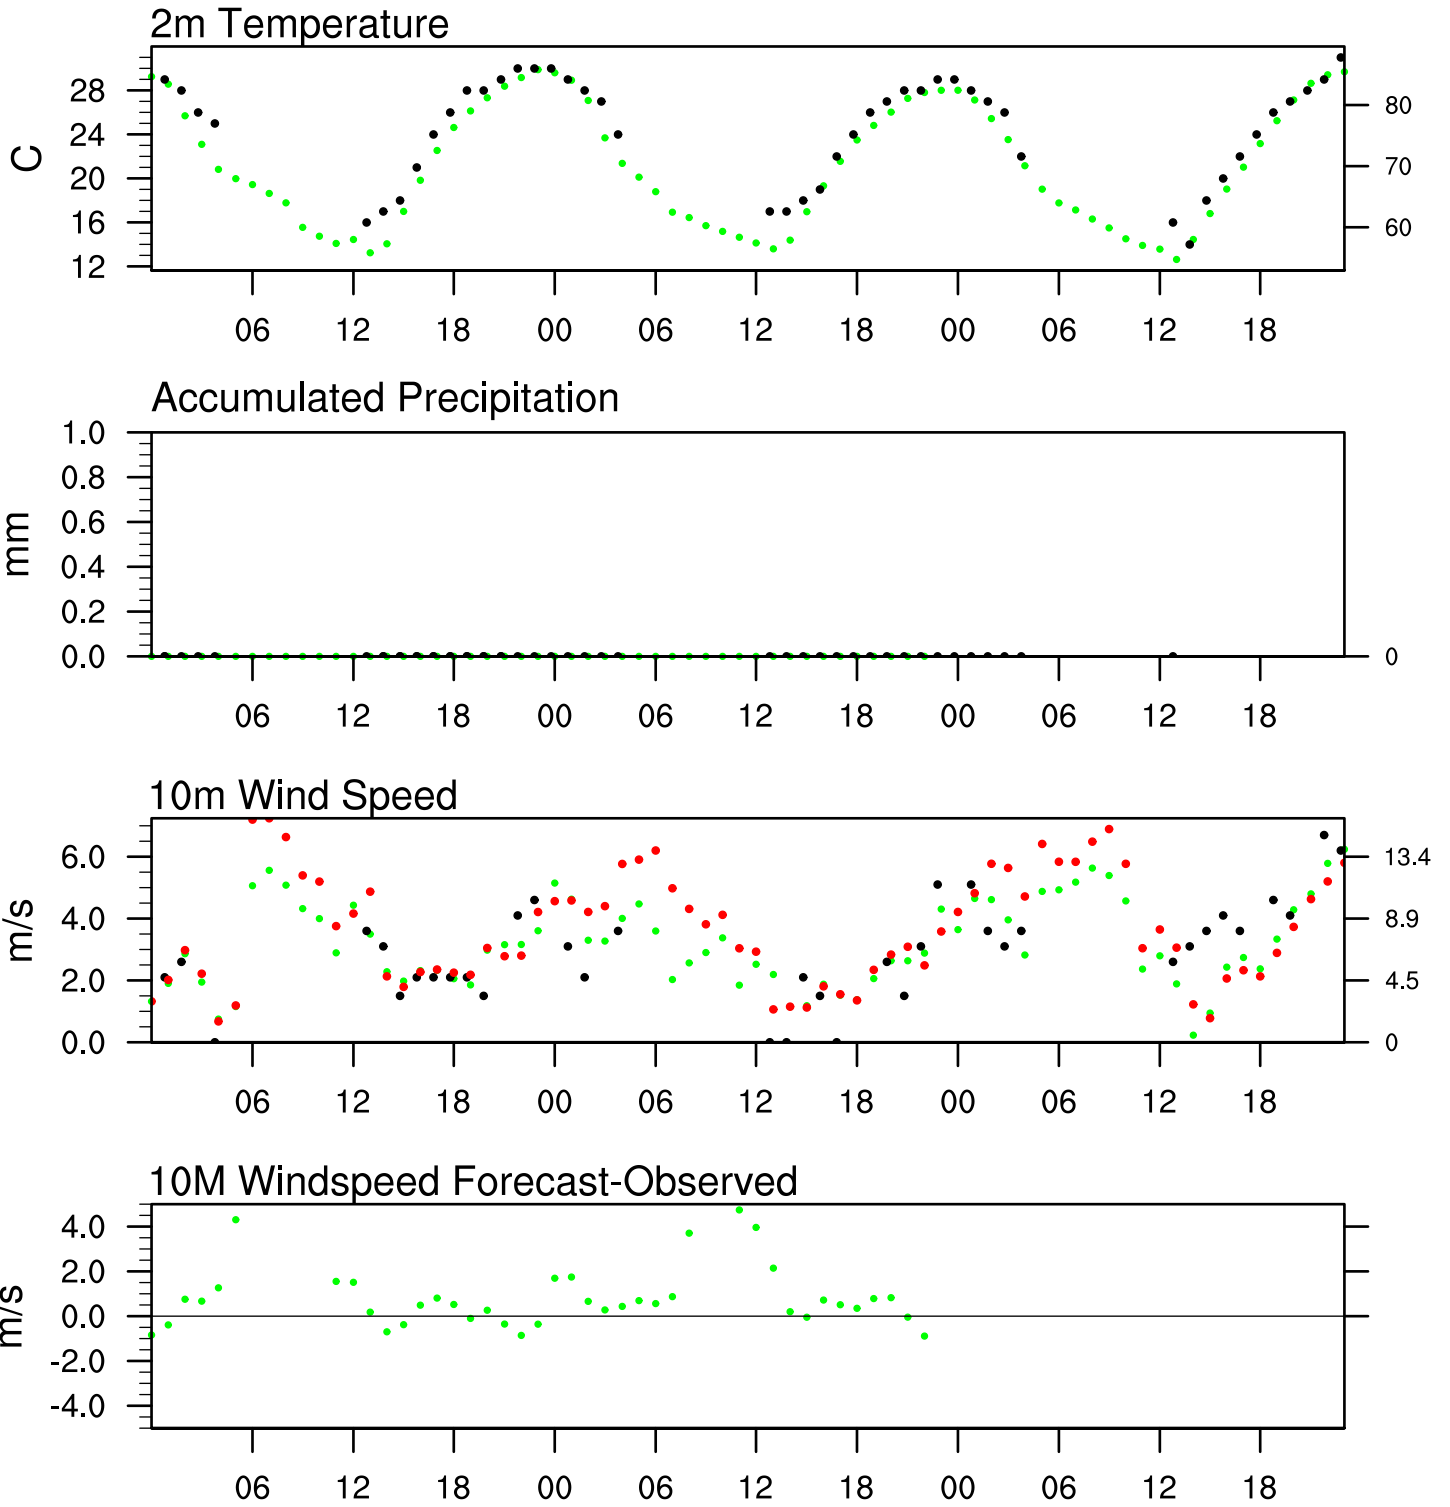 2m Temperature
C
28
24
20
16
12
80
70
60
06 12 18 00 06 12 18 00 06 12 18
Accumulated Precipitation
mm
1.0
0.8
0.6
0.4
0.2
0.0
0
06 12 18 00 06 12 18 00 06 12 18
10m Wind Speed
m/s
6.0
4.0
2.0
0.0
13.4
8.9
4.5
0
06 12 18 00 06 12 18 00 06 12 18
10M Windspeed Forecast-Observed
m/s
4.0
2.0
0.0
-2.0
-4.0
06 12 18 00 06 12 18 00 06 12 18